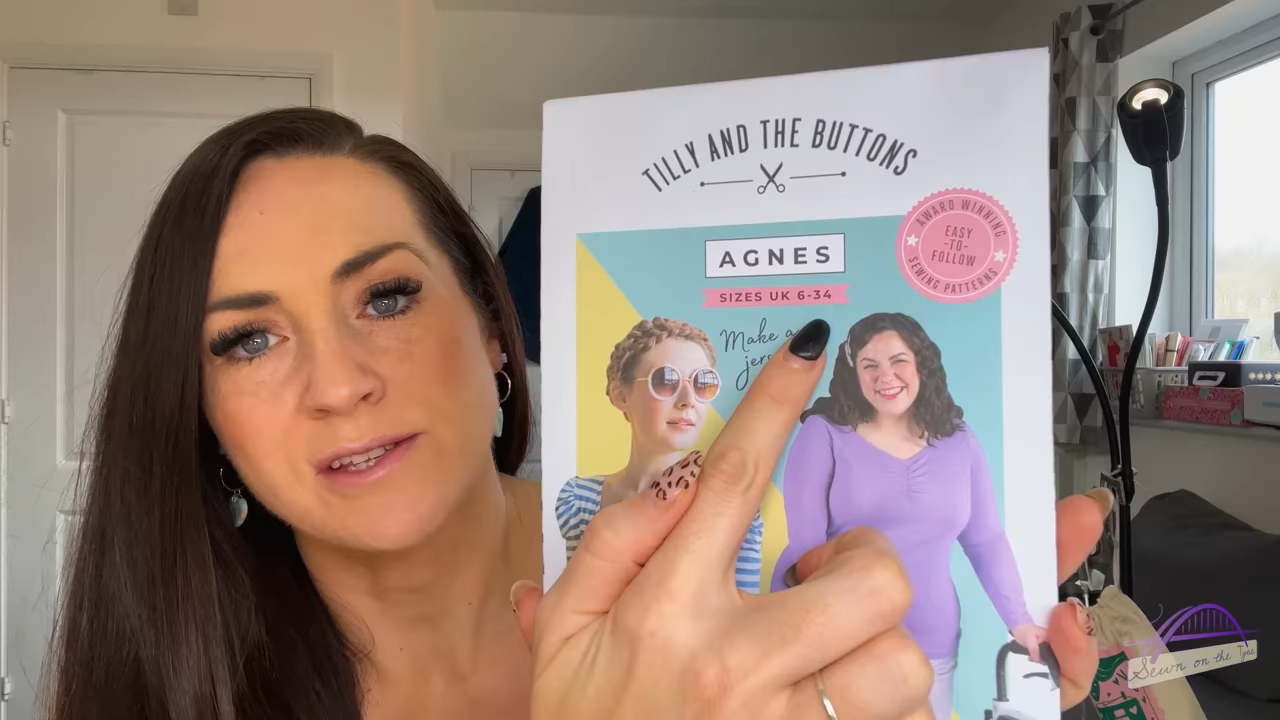 TILLY AND THE BUTTONS
AGNES
SIZES UK 6-34
Make a
AWARD WINNING
EASY
-TO-
FOLLOW
SEWING PATTERNS
Sewn on the Tyne